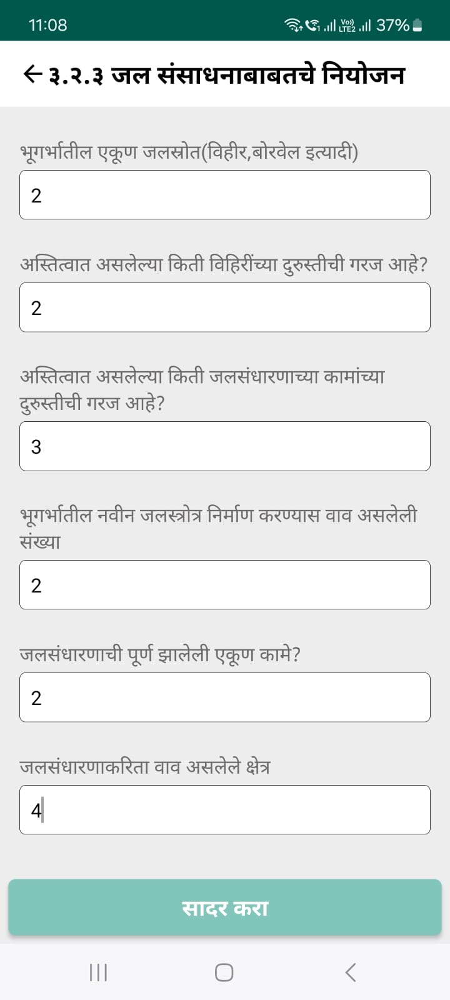 11:08
Vo)) LTE2 37%
३.२.३ जल संसाधनाबाबतचे नियोजन
भूगर्भातील एकूण जलस्रोत(विहीर,बोरवेल इत्यादी)
2
अस्तित्वात असलेल्या किती विहिरींच्या दुरुस्तीची गरज आहे?
2
अस्तित्वात असलेल्या किती जलसंधारणाच्या कामांच्या
दुरुस्तीची गरज आहे?
3
भूगर्भातील नवीन जलस्त्रोत्र निर्माण करण्यास वाव असलेली
संख्या
2
जलसंधारणाची पूर्ण झालेली एकूण कामे?
2
जलसंधारणाकरिता वाव असलेले क्षेत्र
4
सादर करा